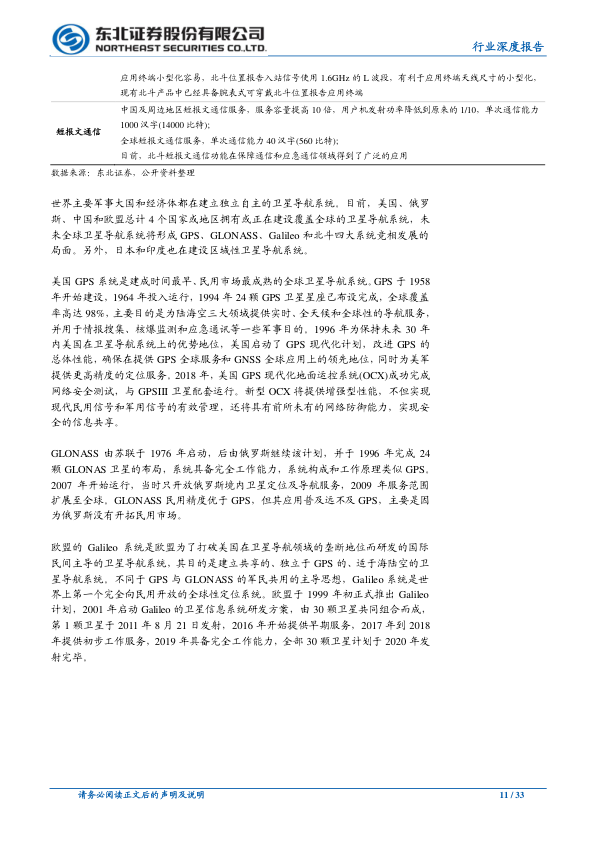 东北证券股份有限公司
NORTHEAST SECURITIES CO.,LTD.
行业深度报告
应用终端小型化容易，北斗位置报告入站信号使用 1.6GHz 的 L 波段，有利于应用终端天线尺寸的小型化，
现有北斗产品中已经具备腕表式可穿戴北斗位置报告应用终端
短报文通信
中国及周边地区短报文通信服务，服务容量提高 10 倍，用户机发射功率降低到原来的 1/10，单次通信能力
1000 汉字(14000 比特);
全球短报文通信服务，单次通信能力 40 汉字(560 比特);
目前，北斗短报文通信功能在保障通信和应急通信领域得到了广泛的应用
数据来源：东北证券，公开资料整理
世界主要军事大国和经济体都在建立独立自主的卫星导航系统。目前，美国、俄罗
斯、中国和欧盟总计 4 个国家或地区拥有或正在建设覆盖全球的卫星导航系统，未
来全球卫星导航系统将形成 GPS、GLONASS、Galileo 和北斗四大系统竞相发展的
局面。另外，日本和印度也在建设区域性卫星导航系统。
美国 GPS 系统是建成时间最早、民用市场最成熟的全球卫星导航系统。GPS 于 1958
年开始建设，1964 年投入运行，1994 年 24 颗 GPS 卫星星座已布设完成，全球覆盖
率高达 98%，主要目的是为陆海空三大领域提供实时、全天候和全球性的导航服务，
并用于情报搜集、核爆监测和应急通讯等一些军事目的。1996 年为保持未来 30 年
内美国在卫星导航系统上的优势地位，美国启动了 GPS 现代化计划，改进 GPS 的
总体性能，确保在提供 GPS 全球服务和 GNSS 全球应用上的领先地位，同时为美军
提供更高精度的定位服务。2018 年，美国 GPS 现代化地面运控系统(OCX)成功完成
网络安全测试，与 GPSIII 卫星配套运行。新型 OCX 将提供增强型性能，不但实现
现代民用信号和军用信号的有效管理，还将具有前所未有的网络防御能力，实现安
全的信息共享。
GLONASS 由苏联于 1976 年启动，后由俄罗斯继续该计划，并于 1996 年完成 24
颗 GLONAS 卫星的布局，系统具备完全工作能力，系统构成和工作原理类似 GPS。
2007 年开始运行，当时只开放俄罗斯境内卫星定位及导航服务，2009 年服务范围
扩展至全球。GLONASS 民用精度优于 GPS，但其应用普及远不及 GPS，主要是因
为俄罗斯没有开拓民用市场。
欧盟的 Galileo 系统是欧盟为了打破美国在卫星导航领域的垄断地位而研发的国际
民间主导的卫星导航系统，其目的是建立共享的、独立于 GPS 的、适于海陆空的卫
星导航系统。不同于 GPS 与 GLONASS 的军民共用的主导思想，Galileo 系统是世
界上第一个完全向民用开放的全球性定位系统。欧盟于 1999 年初正式推出 Galileo
计划，2001 年启动 Galileo 的卫星信息系统研发方案，由 30 颗卫星共同组合而成，
第 1 颗卫星于 2011 年 8 月 21 日发射，2016 年开始提供早期服务，2017 年到 2018
年提供初步工作服务，2019 年具备完全工作能力，全部 30 颗卫星计划于 2020 年发
射完毕。
请务必阅读正文后的声明及说明
11 / 33